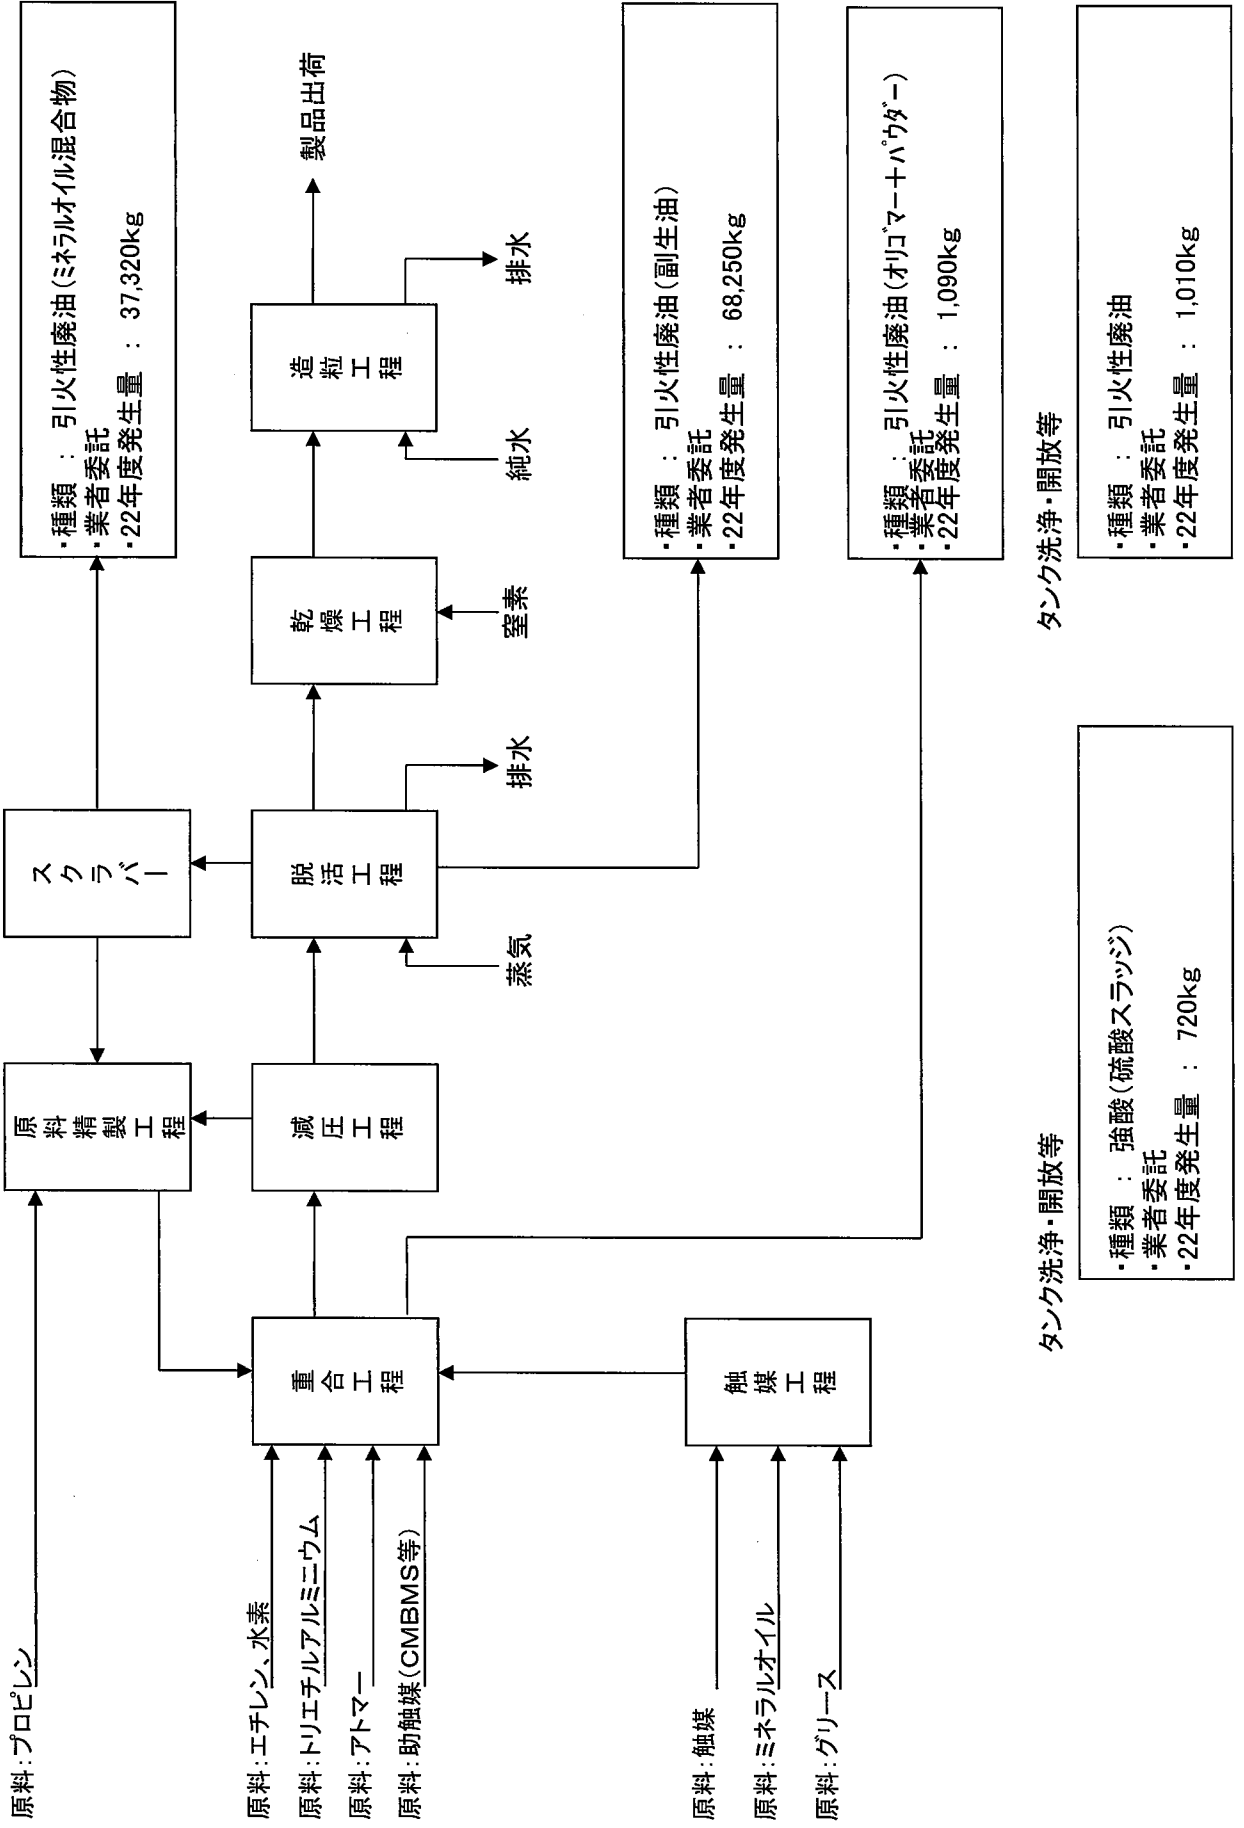 原料：プロピレン
原料精製工程
スクラバー
・種類 ： 引火性廃油（ミネラルオイル混合物）
・業者委託
・22年度発生量 ： 37,320kg
原料：エチレン、水素
原料：トリエチルアルミニウム
原料：アトマー
原料：助触媒（CMBMS等）
重合工程
減圧工程
脱活工程
乾燥工程
造粒工程
製品出荷
蒸気
排水
窒素
純水
排水
原料：触媒
原料：ミネラルオイル
原料：グリース
触媒工程
・種類 ： 引火性廃油（副生油）
・業者委託
・22年度発生量 ： 68,250kg
・種類 ： 引火性廃油（オリゴマー＋パウダー）
・業者委託
・22年度発生量 ： 1,090kg
タンク洗浄・開放等
・種類 ： 強酸（硫酸スラッジ）
・業者委託
・22年度発生量 ： 720kg
タンク洗浄・開放等
・種類 ： 引火性廃油
・業者委託
・22年度発生量 ： 1,010kg